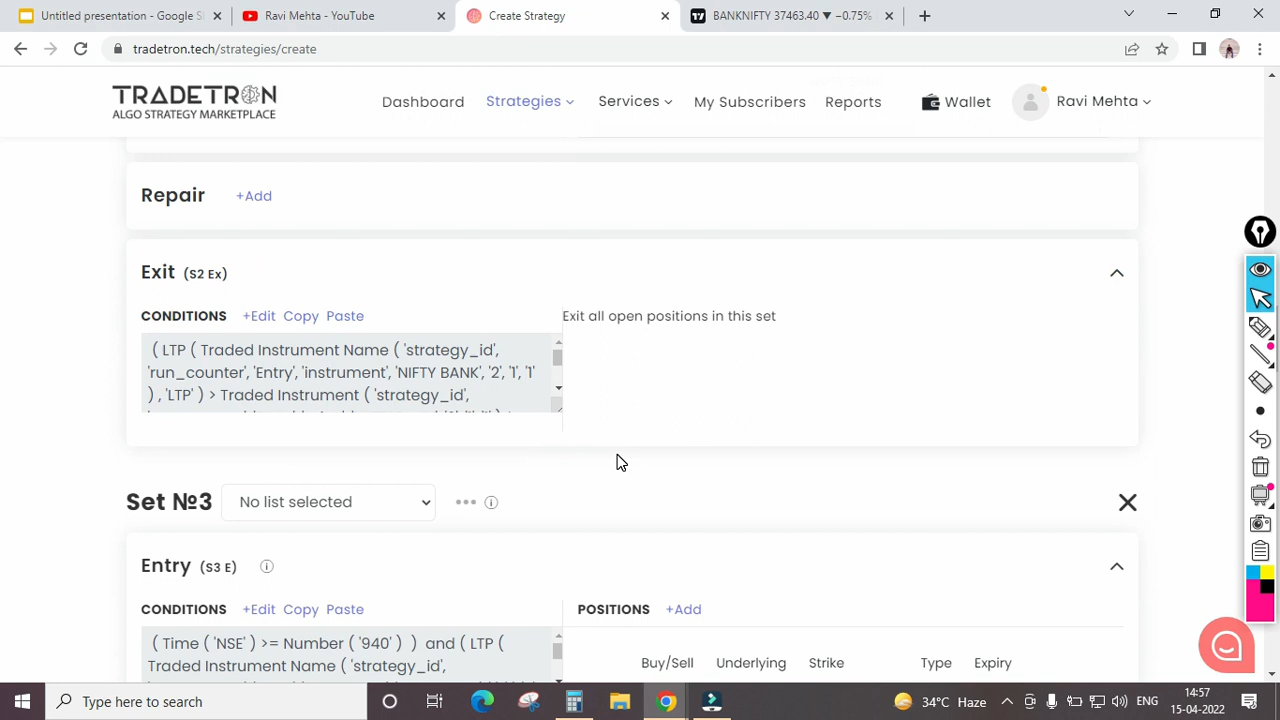 Untitled presentation - Google S
Ravi Mehta - YouTube
Create Strategy
BANKNIFTY 37463.40 ▼ −0.75%
tradetron.tech/strategies/create
TRADETRON
ALGO STRATEGY MARKETPLACE
Dashboard
Strategies
Services
My Subscribers
Reports
Wallet
Ravi Mehta
Repair
+Add
Exit (S2 Ex)
CONDITIONS +Edit Copy Paste
Exit all open positions in this set
( LTP ( Traded Instrument Name ( 'strategy_id',
'run_counter', 'Entry', 'instrument', 'NIFTY BANK', '2', '1', '1'
) , 'LTP' ) > Traded Instrument ( 'strategy_id',
Set №3
No list selected
Entry (S3 E)
CONDITIONS +Edit Copy Paste
POSITIONS +Add
( Time ( 'NSE' ) >= Number ( '940' ) ) and ( LTP (
Traded Instrument Name ( 'strategy_id',
Buy/Sell Underlying Strike Type Expiry
Type here to search
34°C Haze
ENG
14:57
15-04-2022